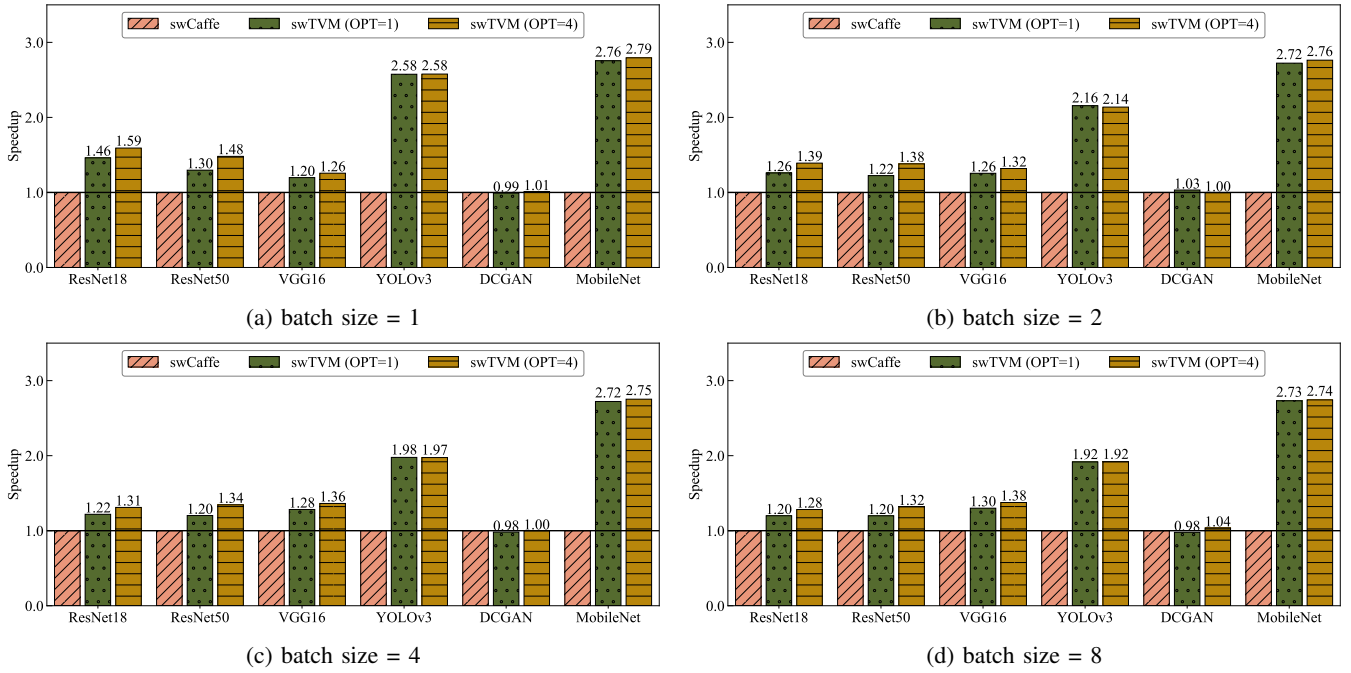 swCaffe swTVM (OPT=1) swTVM (OPT=4)
3.0
2.0
1.0
0.0
Speedup
1.46 1.59 1.30 1.48 1.20 1.26 2.58 2.58 0.99 1.01 2.76 2.79
ResNet18 ResNet50 VGG16 YOLOv3 DCGAN MobileNet
(a) batch size = 1
swCaffe swTVM (OPT=1) swTVM (OPT=4)
3.0
2.0
1.0
0.0
Speedup
1.26 1.39 1.22 1.38 1.26 1.32 2.16 2.14 1.03 1.00 2.72 2.76
ResNet18 ResNet50 VGG16 YOLOv3 DCGAN MobileNet
(b) batch size = 2
swCaffe swTVM (OPT=1) swTVM (OPT=4)
3.0
2.0
1.0
0.0
Speedup
1.22 1.31 1.20 1.34 1.28 1.36 1.98 1.97 0.98 1.00 2.72 2.75
ResNet18 ResNet50 VGG16 YOLOv3 DCGAN MobileNet
(c) batch size = 4
swCaffe swTVM (OPT=1) swTVM (OPT=4)
3.0
2.0
1.0
0.0
Speedup
1.20 1.28 1.20 1.32 1.30 1.38 1.92 1.92 0.98 1.04 2.73 2.74
ResNet18 ResNet50 VGG16 YOLOv3 DCGAN MobileNet
(d) batch size = 8